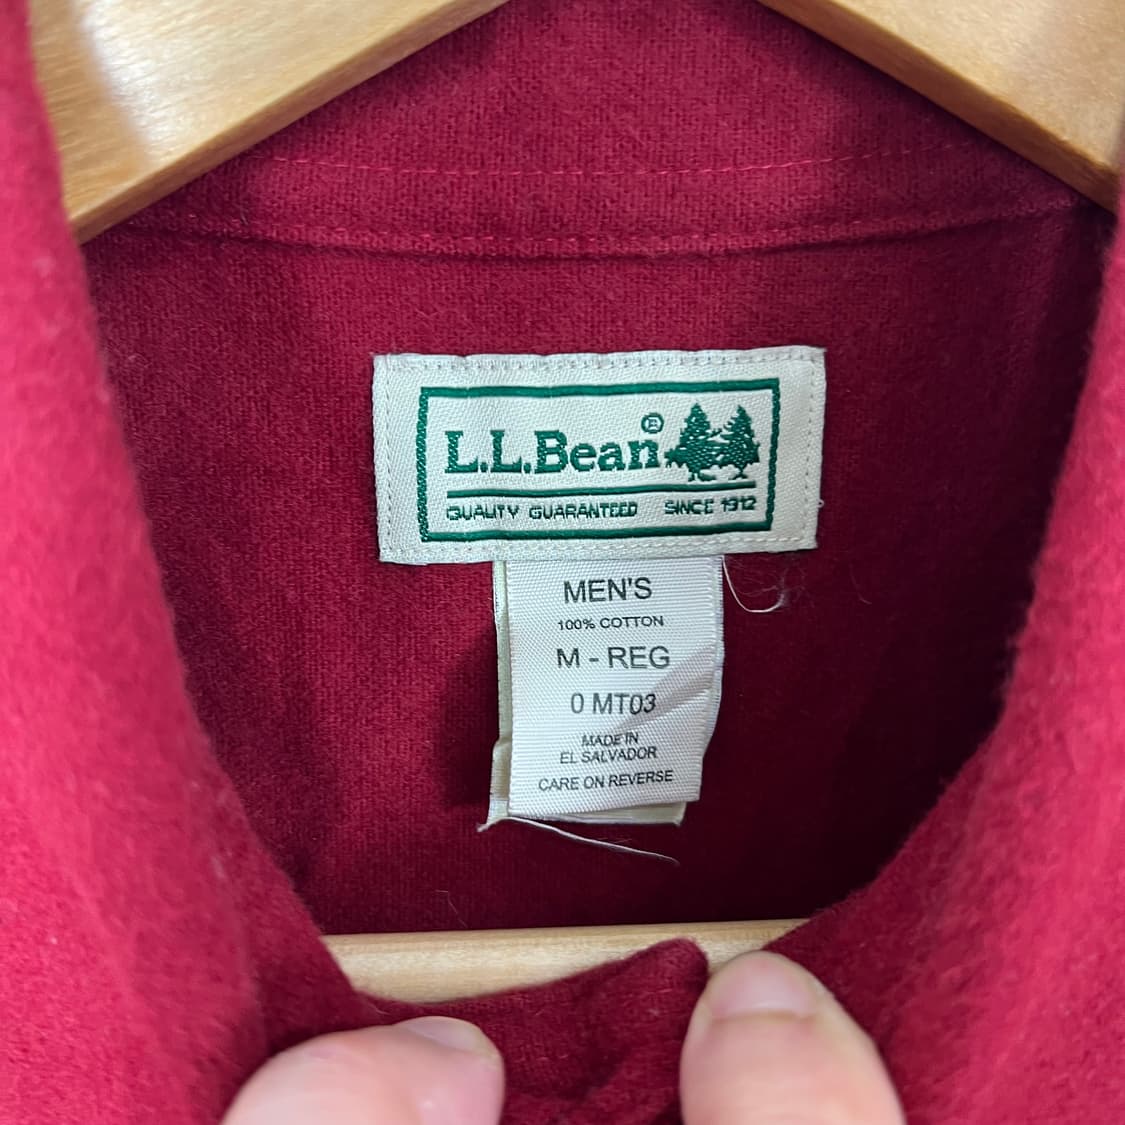 L.L.Bean®
QUALITY GUARANTEED SINCE 1912
MEN'S
100% COTTON
M - REG
0 MT03
MADE IN
EL SALVADOR
CARE ON REVERSE